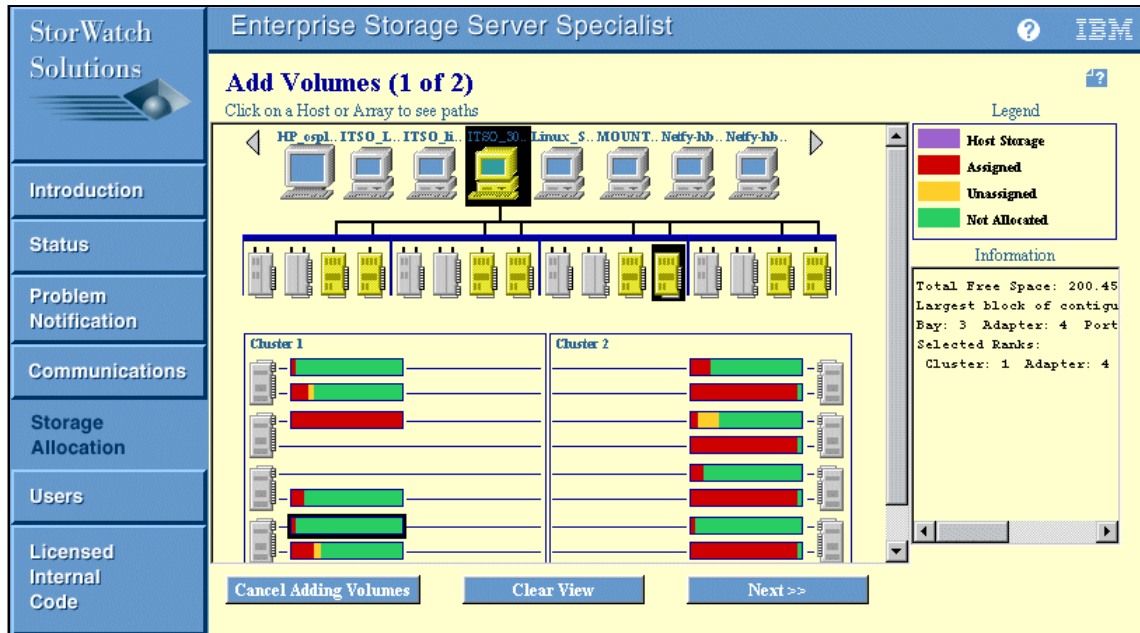 StorWatch
Solutions
Introduction
Status
Problem
Notification
Communications
Storage
Allocation
Users
Licensed
Internal
Code
Enterprise Storage Server Specialist
?
IBM
Add Volumes (1 of 2)
?
Click on a Host or Array to see paths
HP_ospl.. ITSO_L.. ITSO_li.. ITSO_30.. Linux_S.. MOUNT.. Netfy-hb.. Netfy-hb..
Cluster 1
Cluster 2
Legend
Host Storage
Assigned
Unassigned
Not Allocated
Information
Total Free Space: 200.45
Largest block of contigu
Bay: 3 Adapter: 4 Port
Selected Ranks:
Cluster: 1 Adapter: 4
Cancel Adding Volumes
Clear View
Next >>